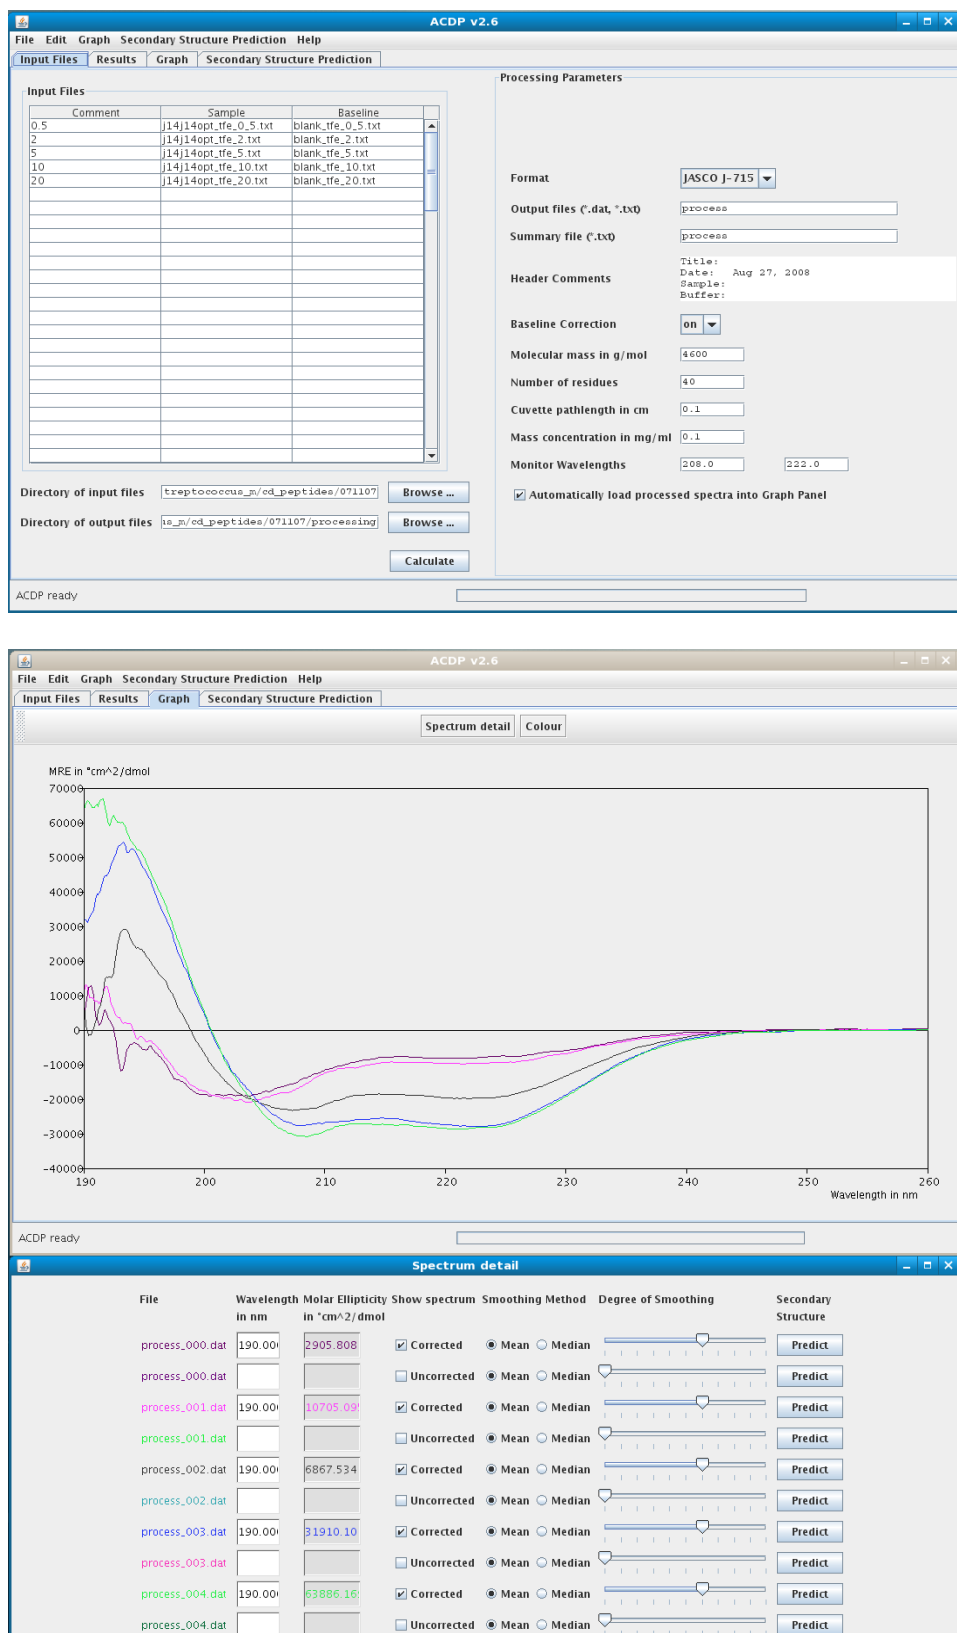 ACDP v2.6
File Edit Graph Secondary Structure Prediction Help
Input Files Results Graph Secondary Structure Prediction
Input Files
Comment Sample Baseline
0.5 j14j14opt_tfe_0_5.txt blank_tfe_0_5.txt
2 j14j14opt_tfe_2.txt blank_tfe_2.txt
5 j14j14opt_tfe_5.txt blank_tfe_5.txt
10 j14j14opt_tfe_10.txt blank_tfe_10.txt
20 j14j14opt_tfe_20.txt blank_tfe_20.txt
Directory of input files treptococcus_m/cd_peptides/071107 Browse ...
Directory of output files is_m/cd_peptides/071107/processing Browse ...
Calculate
Processing Parameters
Format JASCO J-715
Output files (*.dat, *.txt) process
Summary file (*.txt) process
Header Comments
Title:
Date: Aug 27, 2008
Sample:
Buffer:
Baseline Correction on
Molecular mass in g/mol 4600
Number of residues 40
Cuvette pathlength in cm 0.1
Mass concentration in mg/ml 0.1
Monitor Wavelengths 208.0 222.0
Automatically load processed spectra into Graph Panel
ACDP ready
ACDP v2.6
File Edit Graph Secondary Structure Prediction Help
Input Files Results Graph Secondary Structure Prediction
Spectrum detail Colour
MRE in °cm^2/dmol
70000
60000
50000
40000
30000
20000
10000
0
-10000
-20000
-30000
-40000
190 200 210 220 230 240 250 260
Wavelength in nm
ACDP ready
Spectrum detail
File Wavelength Molar Ellipticity Show spectrum Smoothing Method Degree of Smoothing Secondary
in nm in °cm^2/dmol Structure
process_000.dat 190.00 2905.808 Corrected Mean Median Predict
process_000.dat Uncorrected Mean Median Predict
process_001.dat 190.00 10705.09 Corrected Mean Median Predict
process_001.dat Uncorrected Mean Median Predict
process_002.dat 190.00 6867.534 Corrected Mean Median Predict
process_002.dat Uncorrected Mean Median Predict
process_003.dat 190.00 31910.10 Corrected Mean Median Predict
process_003.dat Uncorrected Mean Median Predict
process_004.dat 190.00 63886.16 Corrected Mean Median Predict
process_004.dat Uncorrected Mean Median Predict